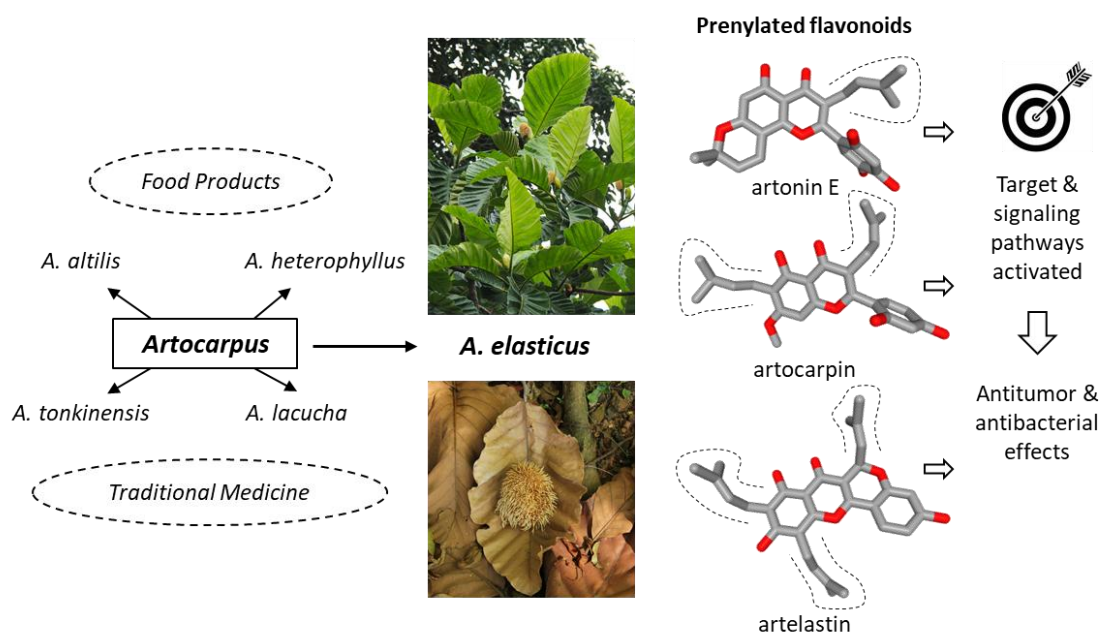 Food Products
A. altilis
A. heterophyllus
Artocarpus
A. tonkinensis
A. lacucha
Traditional Medicine
A. elasticus
Prenylated flavonoids
artonin E
artocarpin
artelastin
Target &
signaling
pathways
activated
Antitumor &
antibacterial
effects